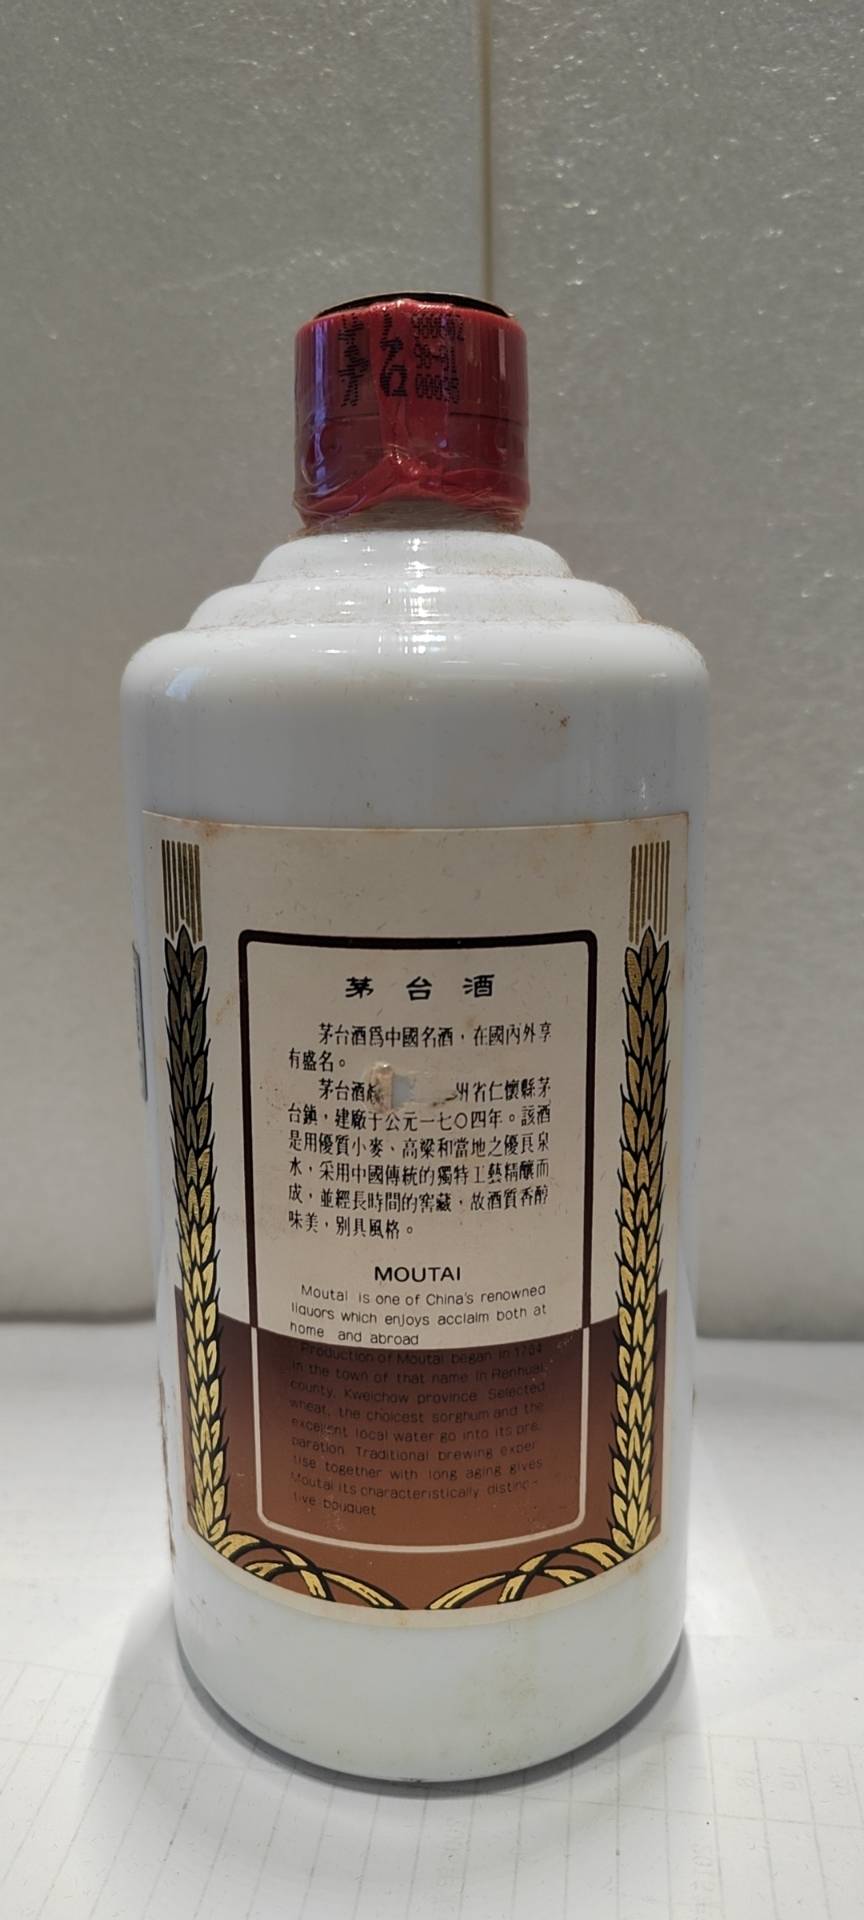 茅台
980802
98-01
00098
茅台酒
茅台酒爲中國名酒，在國內外享
有盛名。
茅台酒 州省仁懷縣茅
台鎮，建廠于公元一七〇四年。該酒
是用優質小麥、高粱和當地之優良泉
水，采用中國傳統的獨特工藝精釀而
成，並經長時間的窖藏，故酒質香醇
味美，別具風格。
MOUTAI
Moutai is one of China's renowned
liquors which enjoys acclaim both at
home and abroad
Production of Moutai began in 1704
in the town of that name in Renhuai
county, Kweichow province. Selected
wheat, the choicest sorghum and the
excellent local water go into its pre-
paration. Traditional brewing exper-
tise together with long aging gives
Moutai its characteristically distinc-
tive bouquet